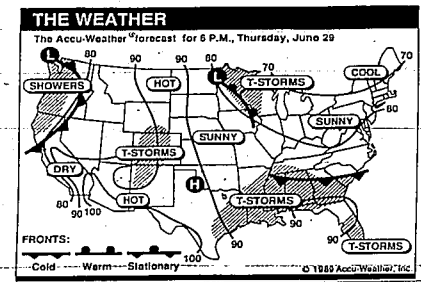 THE WEATHER
The Accu-Weather® forecast for 6 P.M., Thursday, June 29
L 80 90 90 80 L 70 70
SHOWERS HOT T-STORMS COOL
80
SUNNY SUNNY 90
T-STORMS
DRY H
80 90 100 HOT T-STORMS
90 90
T-STORMS
90
FRONTS:
100
Cold Warm Stationary
© 1989 Accu-Weather, Inc.